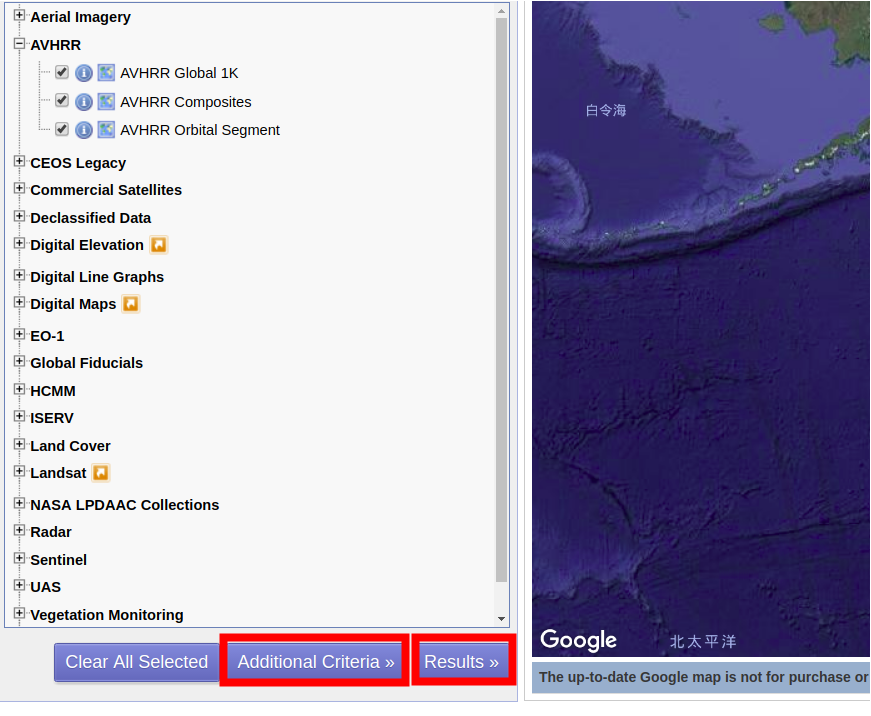 Aerial Imagery
AVHRR
AVHRR Global 1K
AVHRR Composites
AVHRR Orbital Segment
CEOS Legacy
Commercial Satellites
Declassified Data
Digital Elevation
Digital Line Graphs
Digital Maps
EO-1
Global Fiducials
HCMM
ISERV
Land Cover
Landsat
NASA LPDAAC Collections
Radar
Sentinel
UAS
Vegetation Monitoring
Clear All Selected
Additional Criteria »
Results »
白令海
Google
北太平洋
The up-to-date Google map is not for purchase or